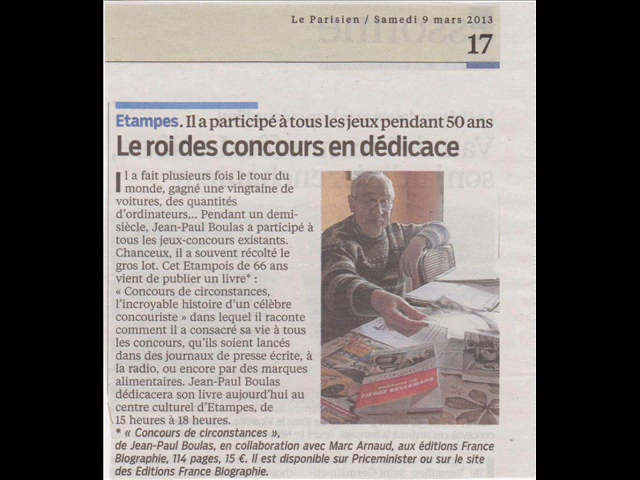 Le Parisien / Samedi 9 mars 2013
17
Etampes. Il a participé à tous les jeux pendant 50 ans
Le roi des concours en dédicace
Il a fait plusieurs fois le tour du
monde, gagné une vingtaine de
voitures, des quantités
d'ordinateurs... Pendant un demi-
siècle, Jean-Paul Boulas a participé à
tous les jeux-concours existants.
Chanceux, il a souvent récolté le
gros lot. Cet Etampois de 66 ans
vient de publier un livre* :
« Concours de circonstances,
l'incroyable histoire d'un célèbre
concouriste » dans lequel il raconte
comment il a consacré sa vie à tous
les concours, qu'ils soient lancés
dans des journaux de presse écrite, à
la radio, ou encore par des marques
alimentaires. Jean-Paul Boulas
dédicacera son livre aujourd'hui au
centre culturel d'Etampes, de
15 heures à 18 heures.
* « Concours de circonstances »,
de Jean-Paul Boulas, en collaboration avec Marc Arnaud, aux éditions France
Biographie, 114 pages, 15 €. Il est disponible sur Priceminister ou sur le site
des Editions France Biographie.
PIERRE BELLEMARE